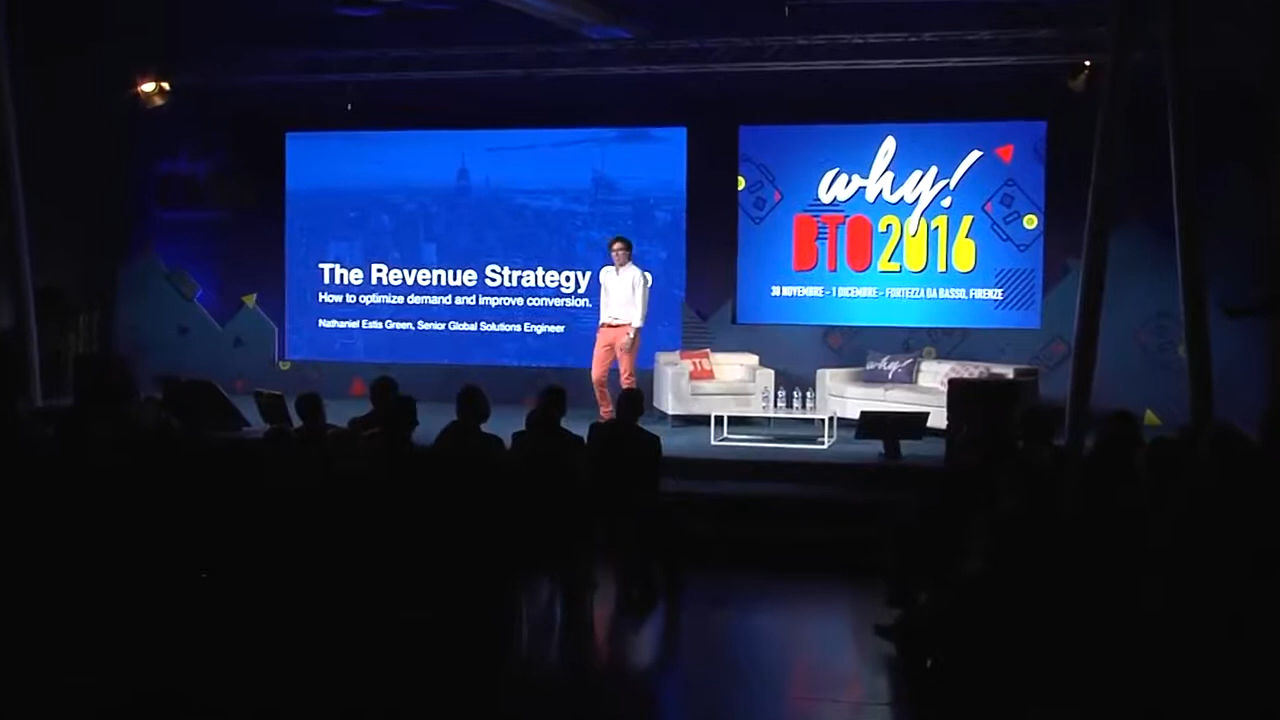 The Revenue Strategy
How to optimize demand and improve conversion.
Nathaniel Estis Green, Senior Global Solutions Engineer
why!
BTO2016
30 NOVEMBRE - 1 DICEMBRE - FORTEZZA DA BASSO, FIRENZE
BTO
why!